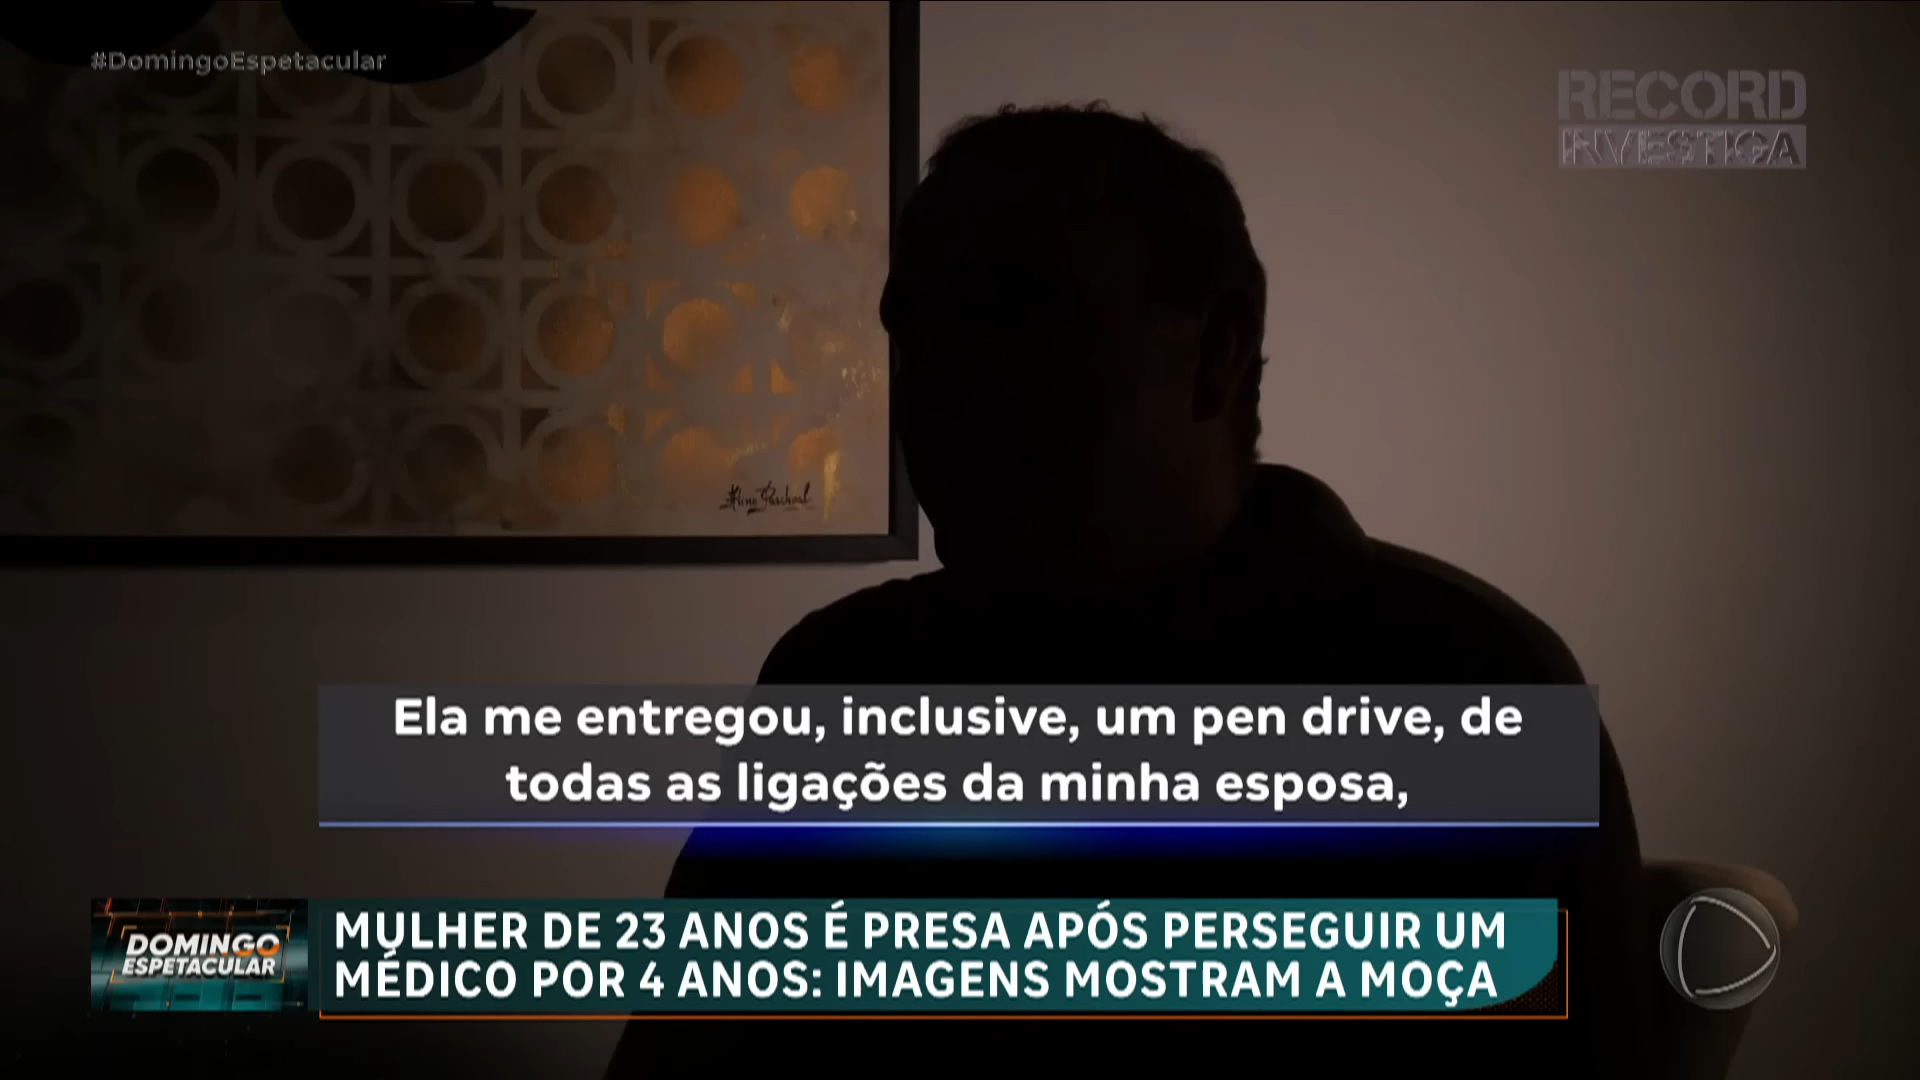 #DomingoEspetacular
RECORD
INVESTIGA
Ela me entregou, inclusive, um pen drive, de
todas as ligações da minha esposa,
DOMINGO
ESPETACULAR
MULHER DE 23 ANOS É PRESA APÓS PERSEGUIR UM
MÉDICO POR 4 ANOS: IMAGENS MOSTRAM A MOÇA